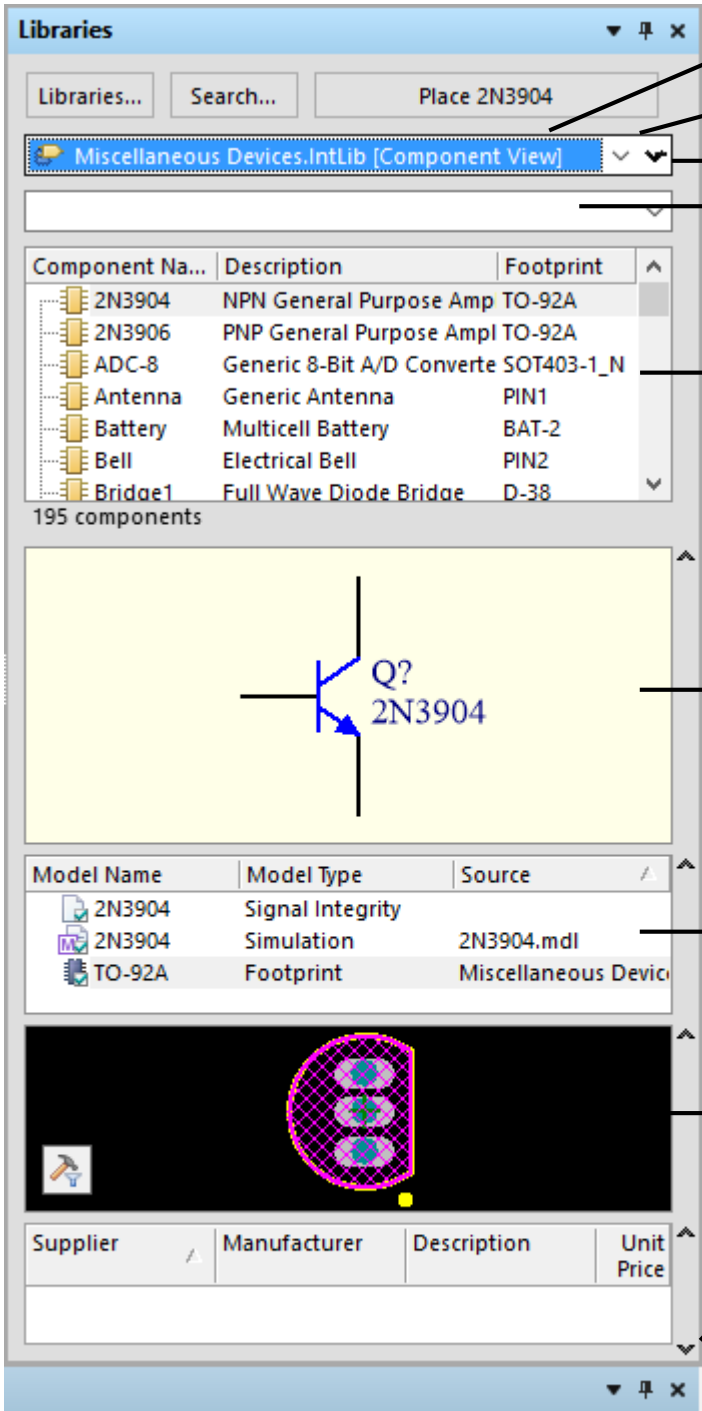 Libraries
Libraries... Search... Place 2N3904
Miscellaneous Devices.IntLib [Component View]
Component Na... Description Footprint
2N3904 NPN General Purpose Amp TO-92A
2N3906 PNP General Purpose Ampl TO-92A
ADC-8 Generic 8-Bit A/D Converte SOT403-1_N
Antenna Generic Antenna PIN1
Battery Multicell Battery BAT-2
Bell Electrical Bell PIN2
Bridge1 Full Wave Diode Bridge D-38
195 components
Q?
2N3904
Model Name Model Type Source
2N3904 Signal Integrity
2N3904 Simulation 2N3904.mdl
TO-92A Footprint Miscellaneous Device
Supplier Manufacturer Description Unit
Price